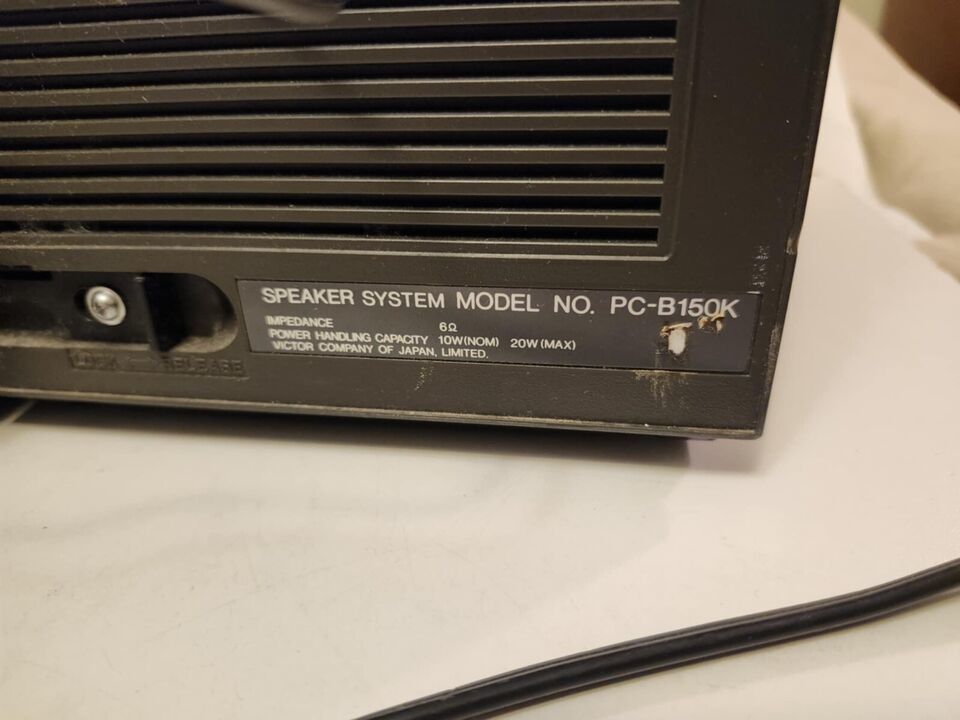 SPEAKER SYSTEM MODEL NO. PC-B150K
IMPEDANCE 6Ω
POWER HANDLING CAPACITY 10W(NOM) 20W(MAX)
VICTOR COMPANY OF JAPAN, LIMITED.
LOCK RELEASE